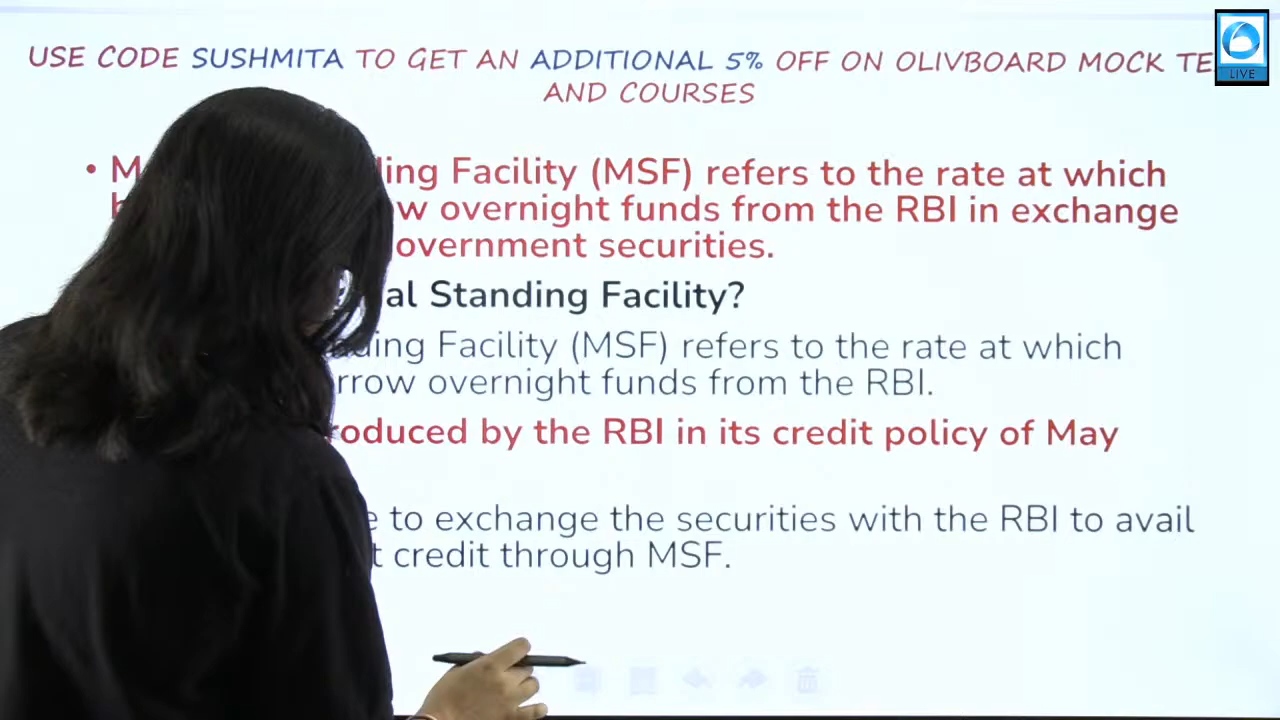 USE CODE SUSHMITA TO GET AN ADDITIONAL 5% OFF ON OLIVBOARD MOCK TE
AND COURSES
LIVE
• M ding Facility (MSF) refers to the rate at which
w overnight funds from the RBI in exchange
overnment securities.
al Standing Facility?
ding Facility (MSF) refers to the rate at which
rrow overnight funds from the RBI.
roduced by the RBI in its credit policy of May
e to exchange the securities with the RBI to avail
t credit through MSF.